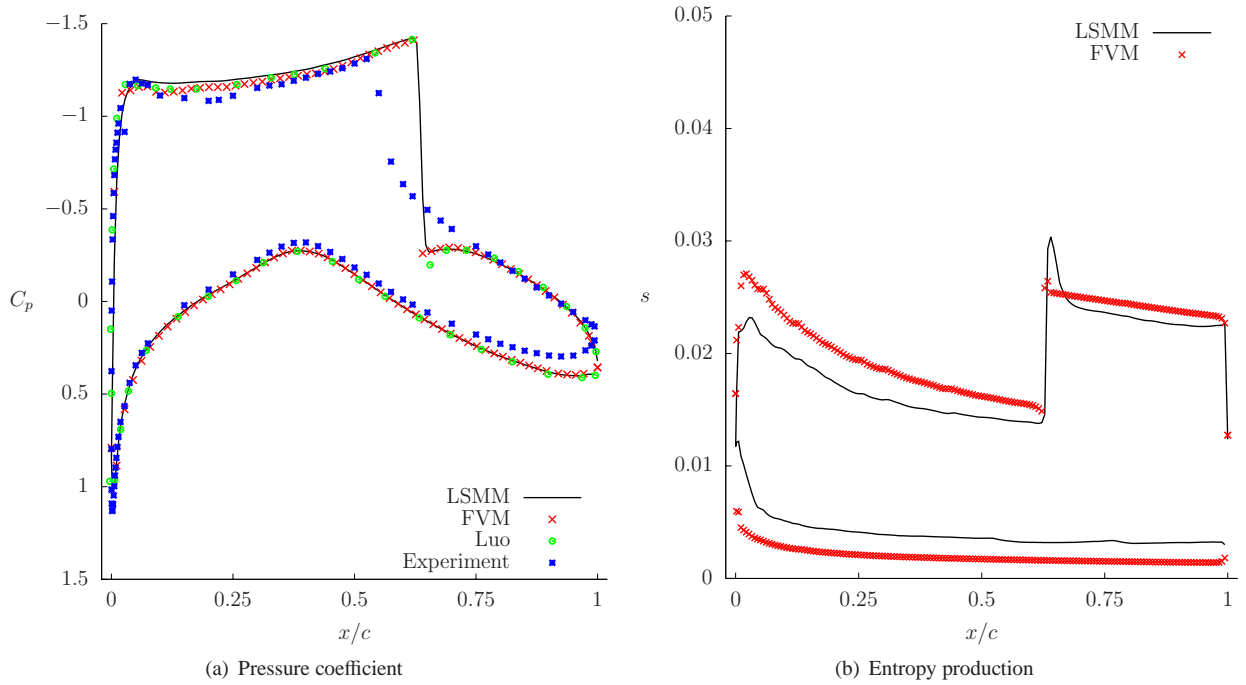 -1.5
-1
-0.5
0
0.5
1
1.5
C_p
LSMM
FVM
Luo
Experiment
0 0.25 0.5 0.75 1
x/c
(a) Pressure coefficient
0.05
0.04
0.03
0.02
0.01
0
s
LSMM
FVM
0 0.25 0.5 0.75 1
x/c
(b) Entropy production